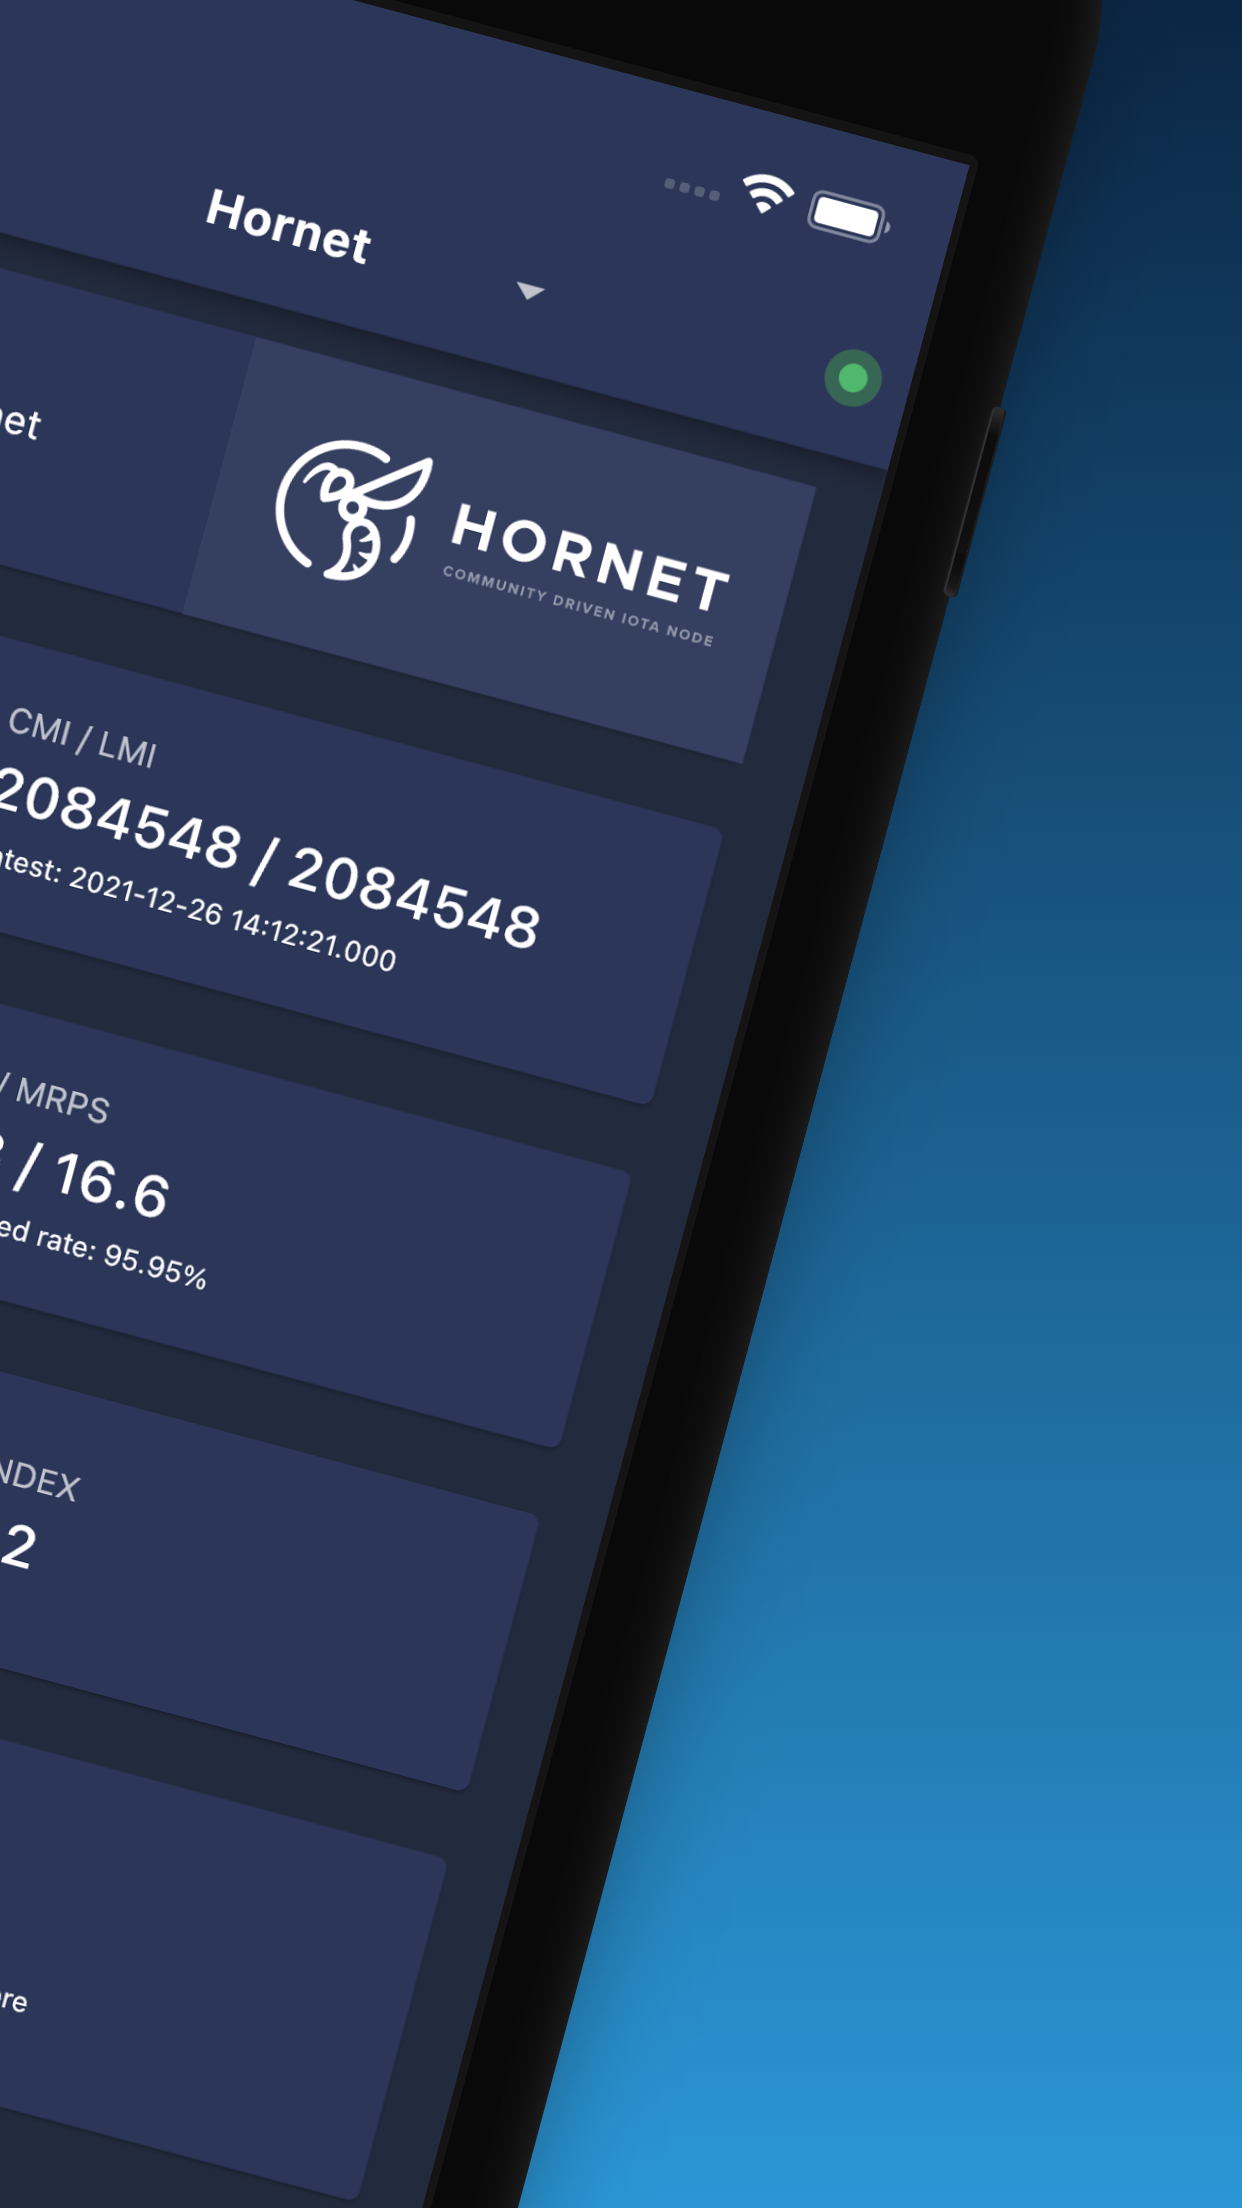 Hornet
et
HORNET
COMMUNITY DRIVEN IOTA NODE
CMI / LMI
2084548 / 2084548
test: 2021-12-26 14:12:21.000
/ MRPS
/ 16.6
ed rate: 95.95%
NDEX
2
re